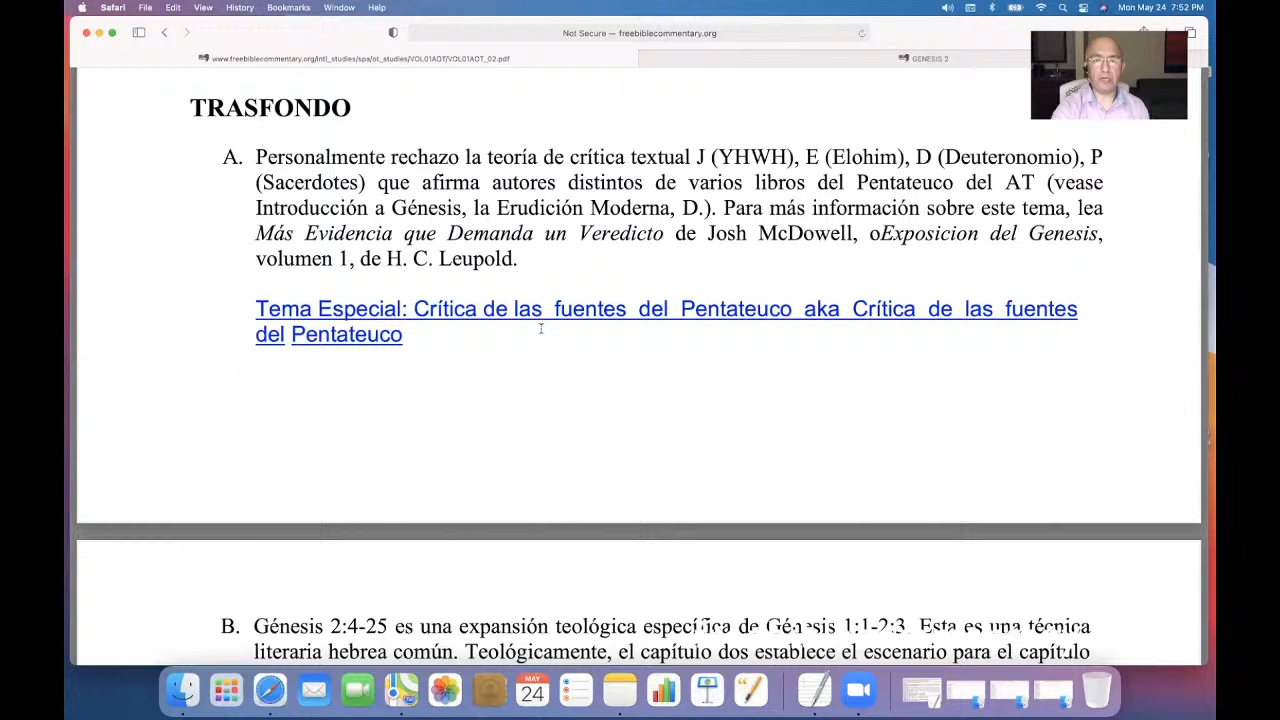 Safari File Edit View History Bookmarks Window Help Mon May 24 7:52 PM
Not Secure — freebiblecommentary.org
www.freebiblecommentary.org/intl_studies/spa/ot_studies/VOL01AOT/VOL01AOT_02.pdf GENESIS 2
TRASFONDO
A. Personalmente rechazo la teoría de crítica textual J (YHWH), E (Elohim), D (Deuteronomio), P
(Sacerdotes) que afirma autores distintos de varios libros del Pentateuco del AT (vease
Introducción a Génesis, la Erudición Moderna, D.). Para más información sobre este tema, lea
Más Evidencia que Demanda un Veredicto de Josh McDowell, oExposicion del Genesis,
volumen 1, de H. C. Leupold.
Tema Especial: Crítica de las fuentes del Pentateuco aka Crítica de las fuentes
del Pentateuco
B. Génesis 2:4-25 es una expansión teológica específica de Génesis 1:1-2:3. Esta es una técnica
literaria hebrea común. Teológicamente, el capítulo dos establece el escenario para el capítulo
MAY
24